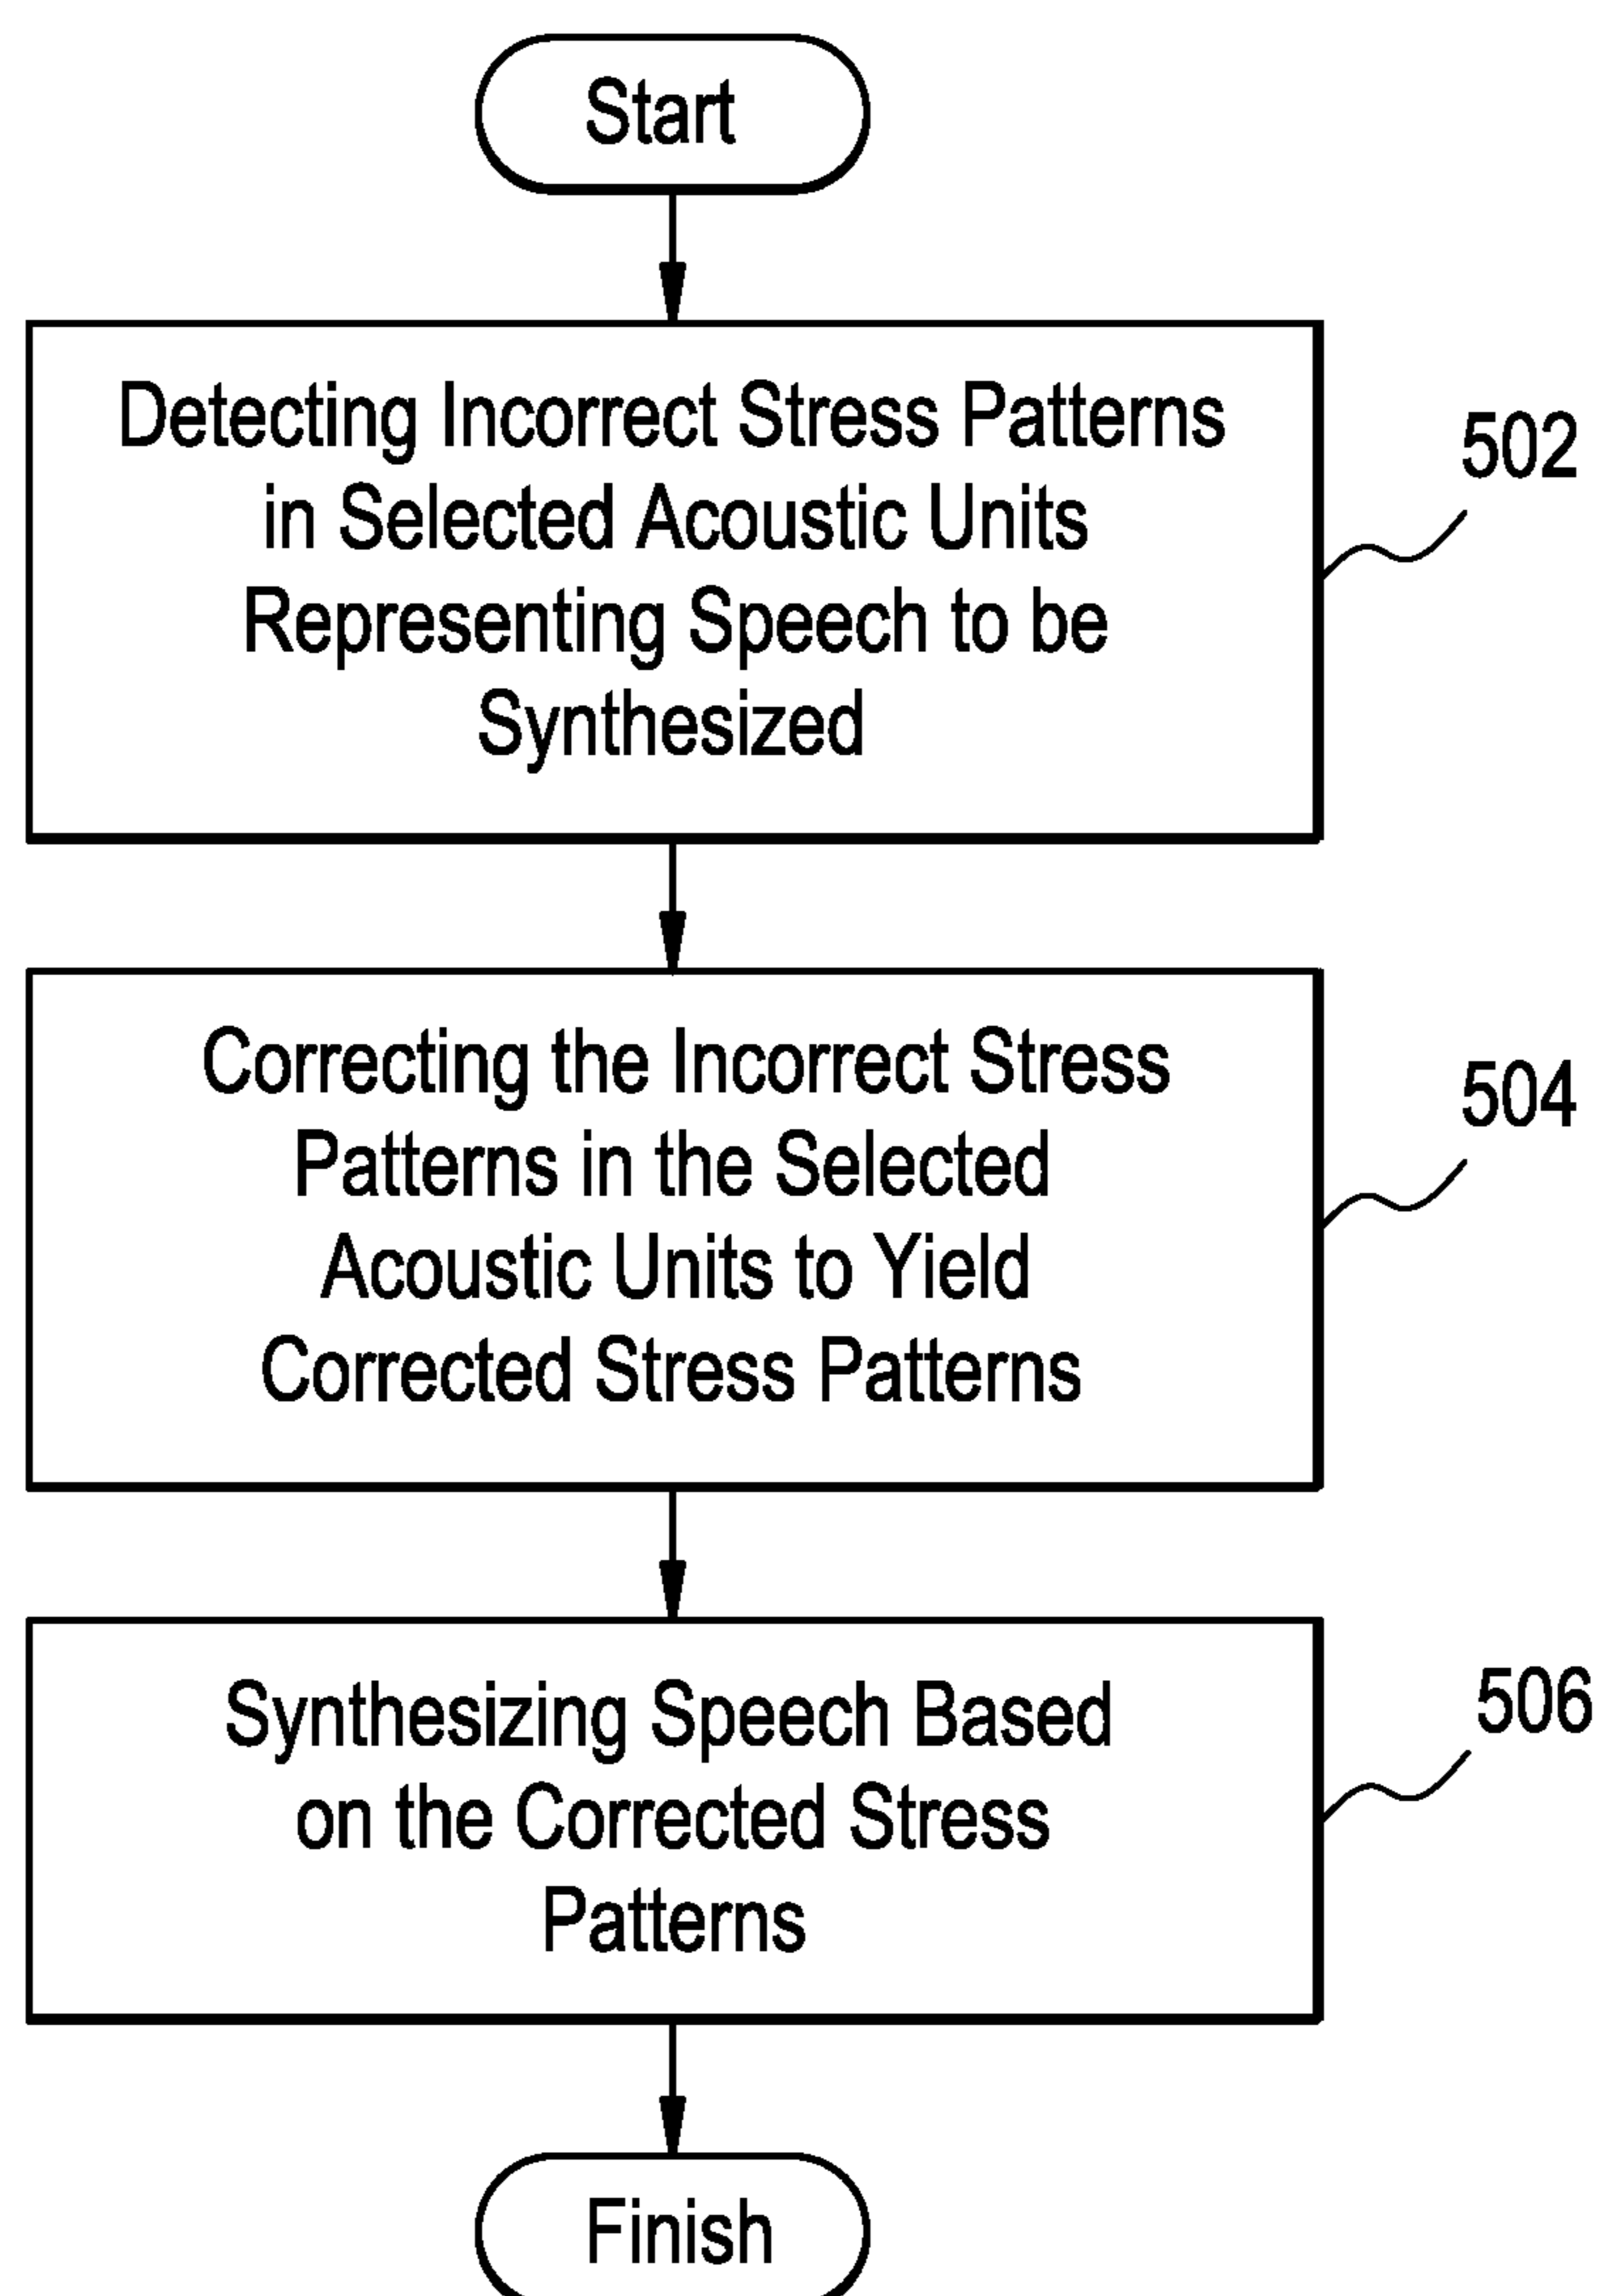 Start
Detecting Incorrect Stress Patterns
in Selected Acoustic Units
Representing Speech to be
Synthesized
502
Correcting the Incorrect Stress
Patterns in the Selected
Acoustic Units to Yield
Corrected Stress Patterns
504
Synthesizing Speech Based
on the Corrected Stress
Patterns
506
Finish